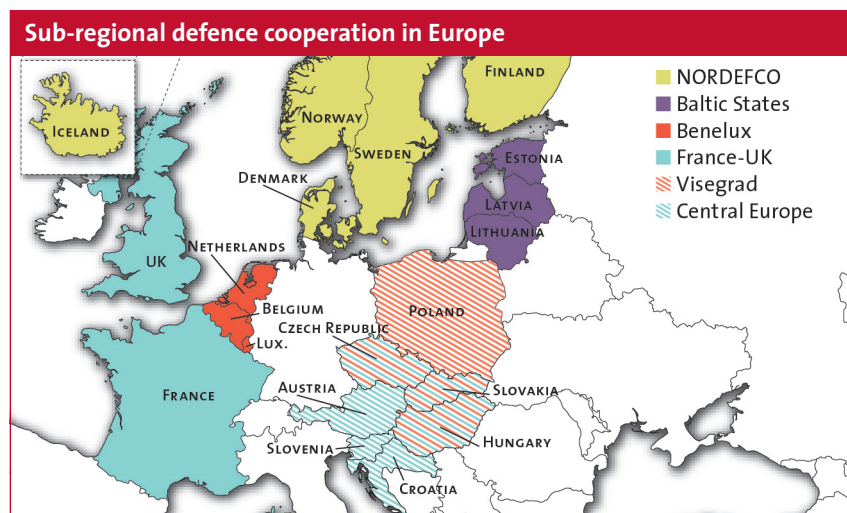 Sub-regional defence cooperation in Europe
FINLAND
NORDEFCO
Baltic States
Benelux
France-UK
Visegrad
Central Europe
ICELAND
NORWAY
SWEDEN
ESTONIA
DENMARK
LATVIA
LITHUANIA
NETHERLANDS
UK
BELGIUM
POLAND
CZECH REPUBLIC
LUX.
AUSTRIA
SLOVAKIA
FRANCE
HUNGARY
SLOVENIA
CROATIA